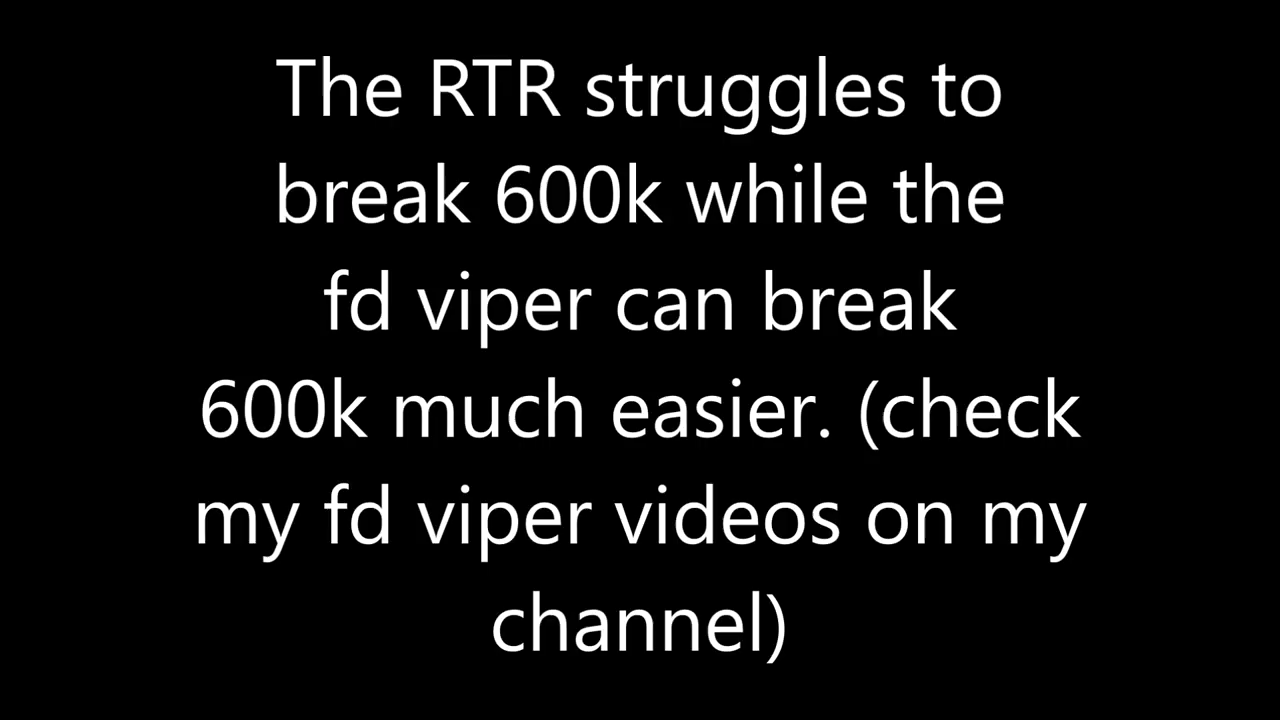 The RTR struggles to
break 600k while the
fd viper can break
600k much easier. (check
my fd viper videos on my
channel)